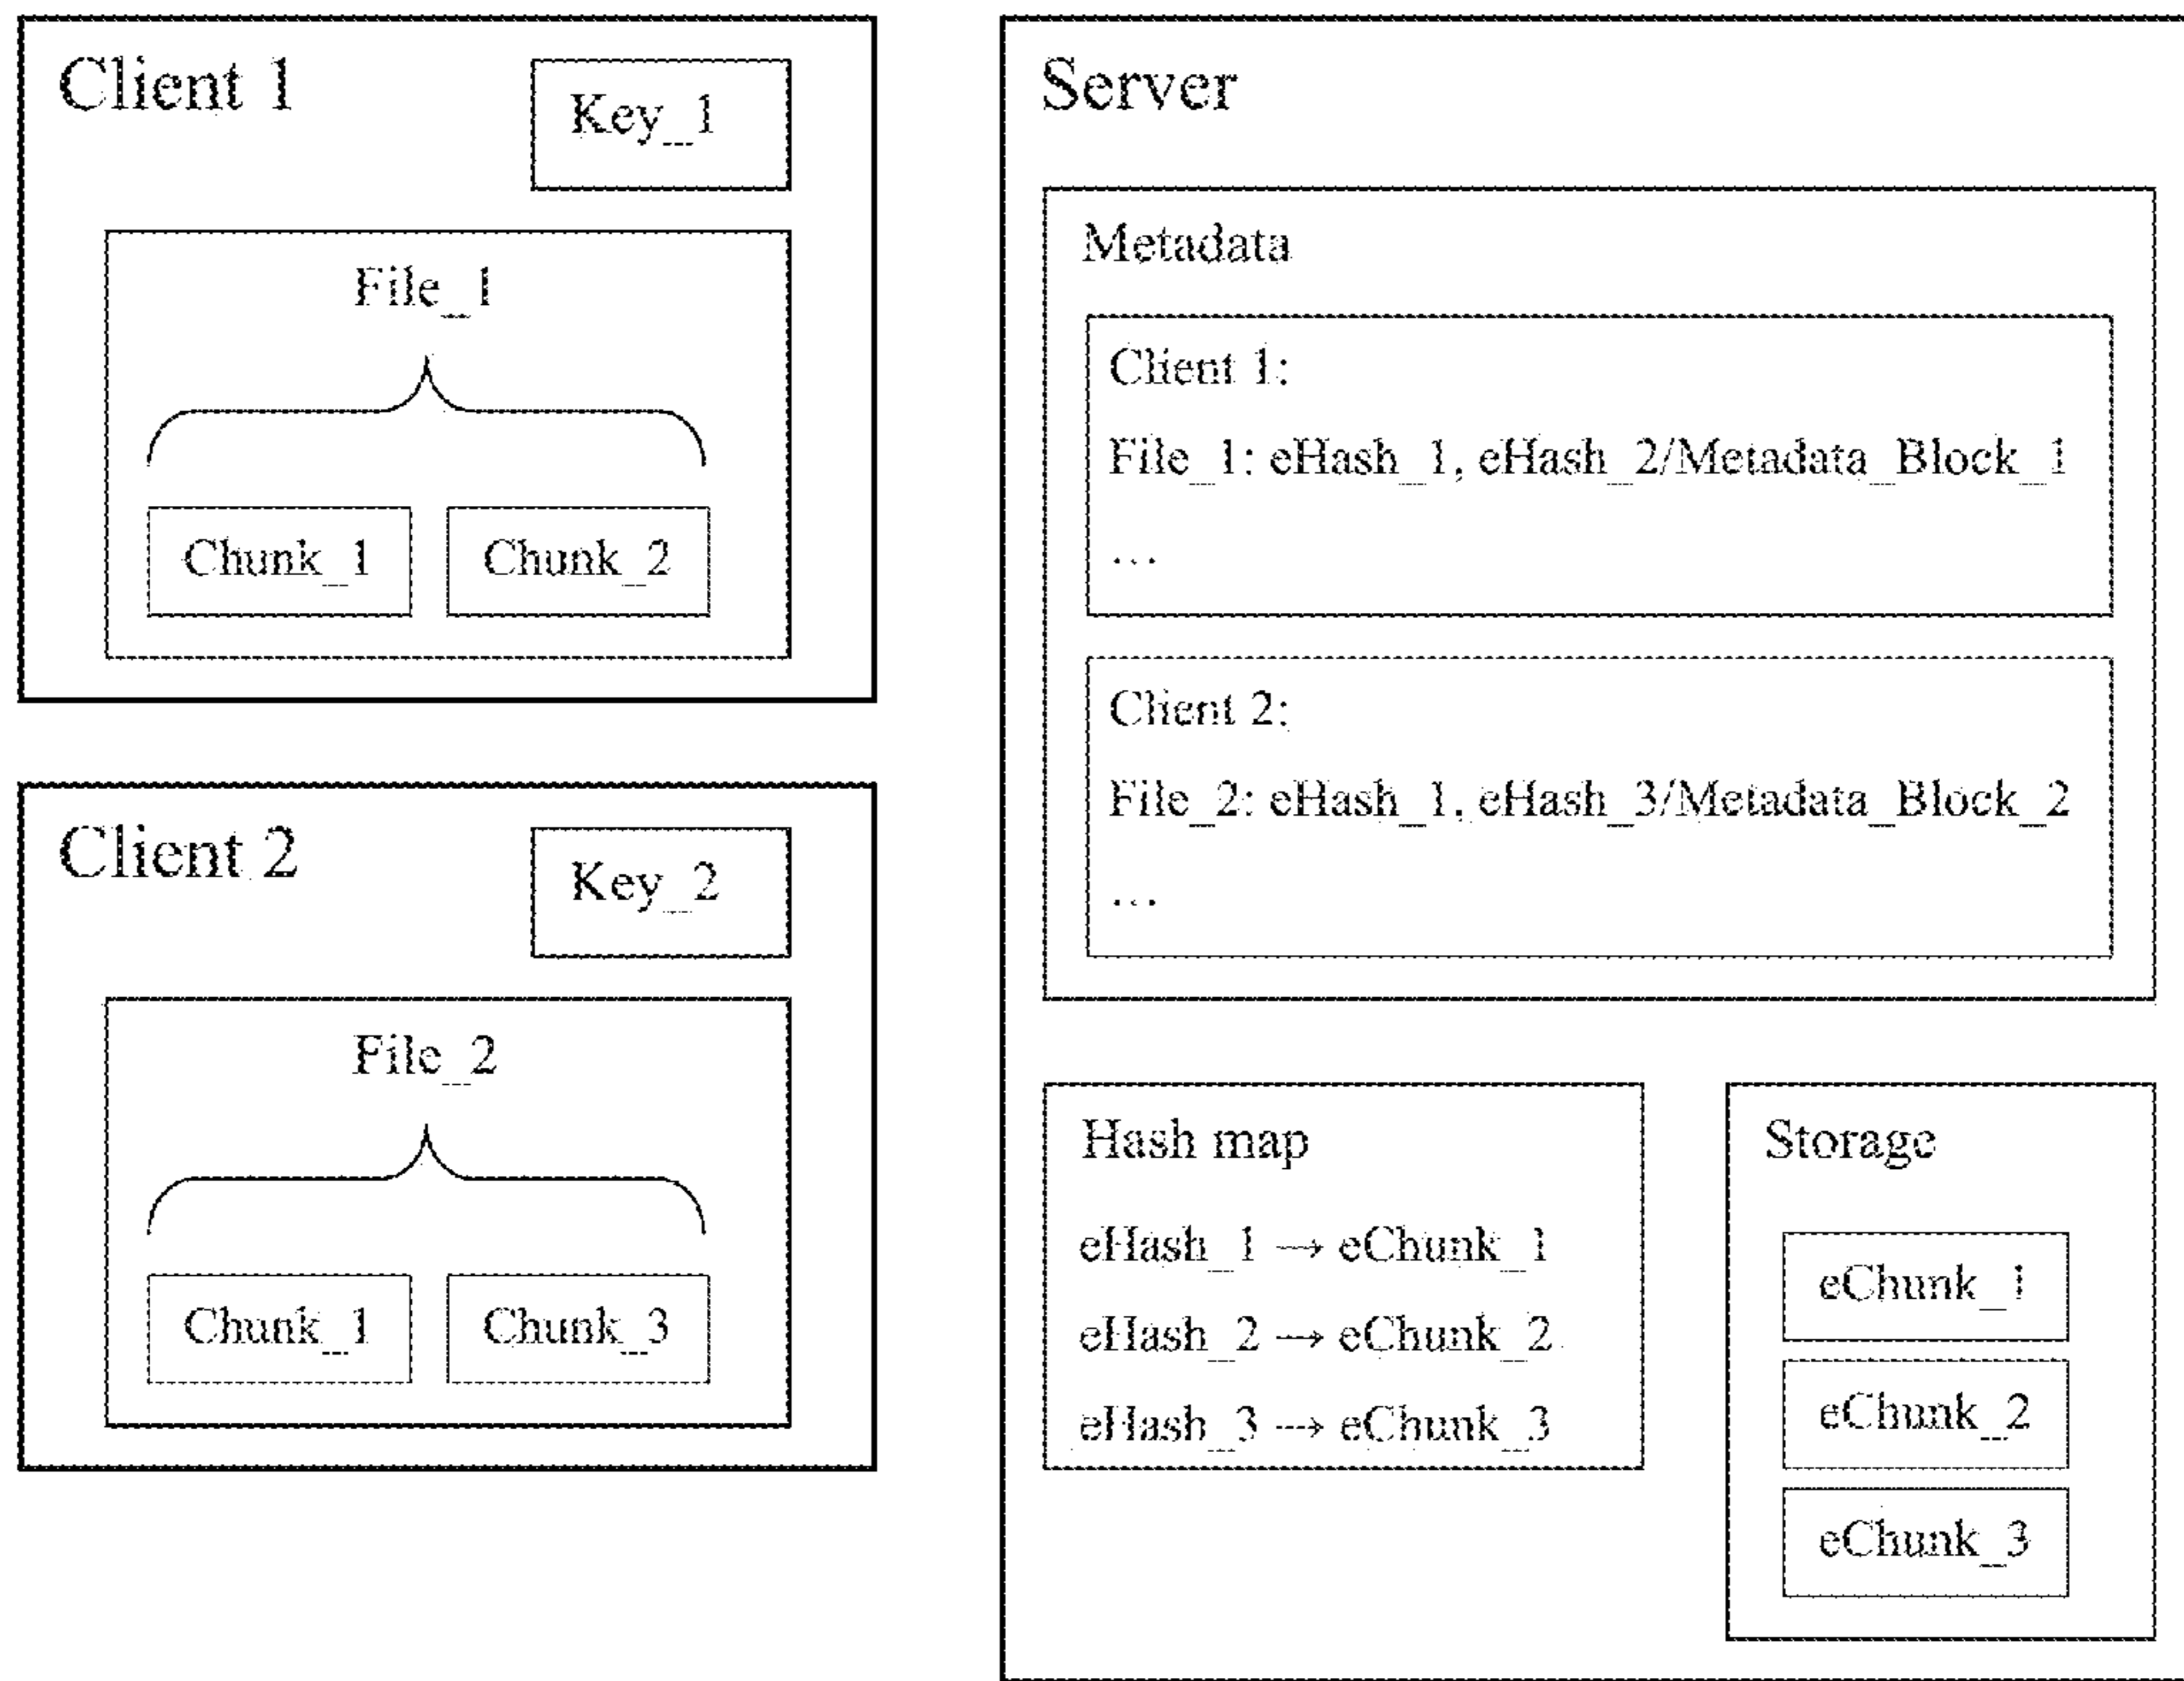 Client 1
Key_1
File_1
Chunk_1 Chunk_2
Client 2
Key_2
File_2
Chunk_1 Chunk_3
Server
Metadata
Client 1:
File_1: eHash_1, eHash_2/Metadata_Block_1
...
Client 2:
File_2: eHash_1, eHash_3/Metadata_Block_2
...
Hash map
eHash_1 → eChunk_1
eHash_2 → eChunk_2
eHash_3 → eChunk_3
Storage
eChunk_1
eChunk_2
eChunk_3